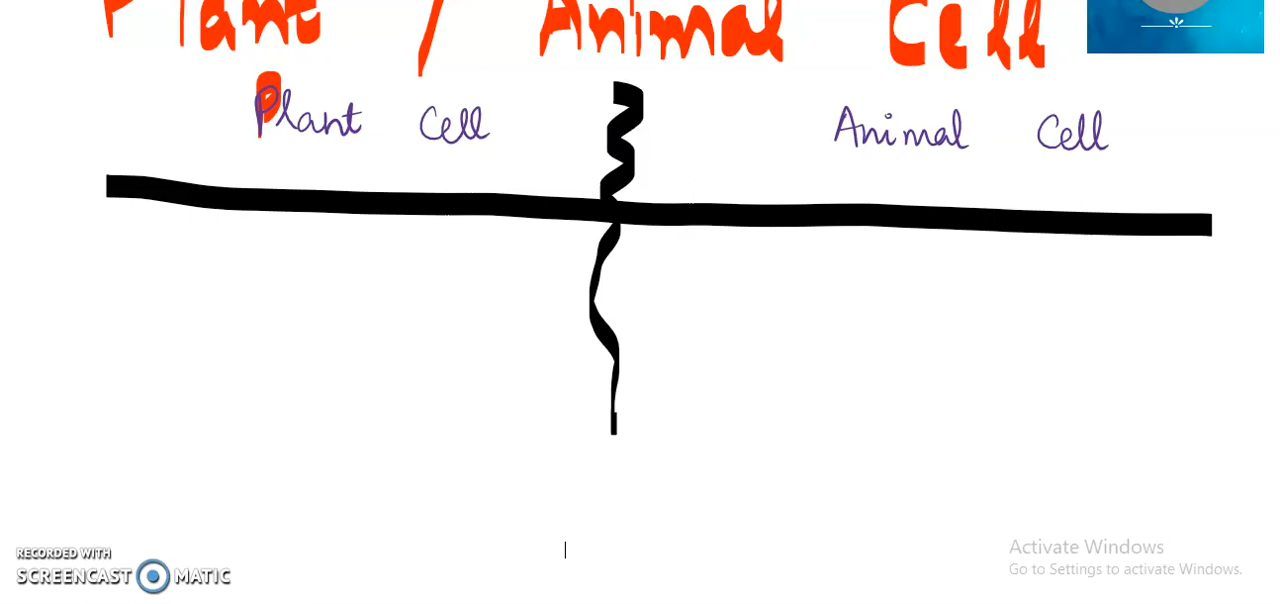 Plant / Animal Cell
Plant Cell
Animal Cell
RECORDED WITH
SCREENCAST MATIC
Activate Windows
Go to Settings to activate Windows.